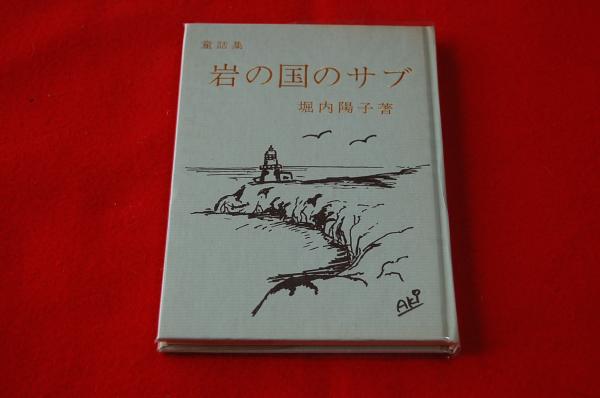 童話集
岩の国のサブ
堀内陽子著
Aki